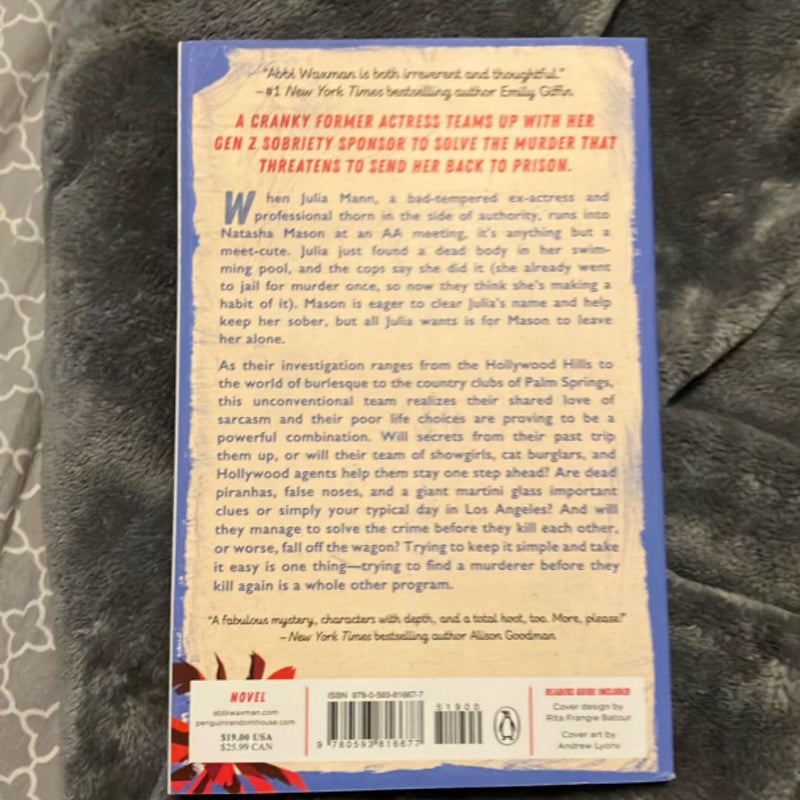 "Abbi Waxman is both irreverent and thoughtful."
—#1 New York Times bestselling author Emily Giffin
A CRANKY FORMER ACTRESS TEAMS UP WITH HER
GEN Z SOBRIETY SPONSOR TO SOLVE THE MURDER THAT
THREATENS TO SEND HER BACK TO PRISON.
When Julia Mann, a bad-tempered ex-actress and
professional thorn in the side of authority, runs into
Natasha Mason at an AA meeting, it's anything but a
meet-cute. Julia just found a dead body in her swim-
ming pool, and the cops say she did it (she already went
to jail for murder once, so now they think she's making a
habit of it). Mason is eager to clear Julia's name and help
keep her sober, but all Julia wants is for Mason to leave
her alone.
As their investigation ranges from the Hollywood Hills to
the world of burlesque to the country clubs of Palm Springs,
this unconventional team realizes their shared love of
sarcasm and their poor life choices are proving to be a
powerful combination. Will secrets from their past trip
them up, or will their team of showgirls, cat burglars, and
Hollywood agents help them stay one step ahead? Are dead
piranhas, false noses, and a giant martini glass important
clues or simply your typical day in Los Angeles? And will
they manage to solve the crime before they kill each other,
or worse, fall off the wagon? Trying to keep it simple and take
it easy is one thing—trying to find a murderer before they
kill again is a whole other program.
"A fabulous mystery, characters with depth, and a total hoot, too. More, please!"
—New York Times bestselling author Alison Goodman
NOVEL
abbiwaxman.com
penguinrandomhouse.com
$19.00 USA
$25.99 CAN
ISBN 978-0-593-81667-7
51900
9 780593 816677
READERS GUIDE INCLUDED
Cover design by
Rita Frangie Batour
Cover art by
Andrew Lyons